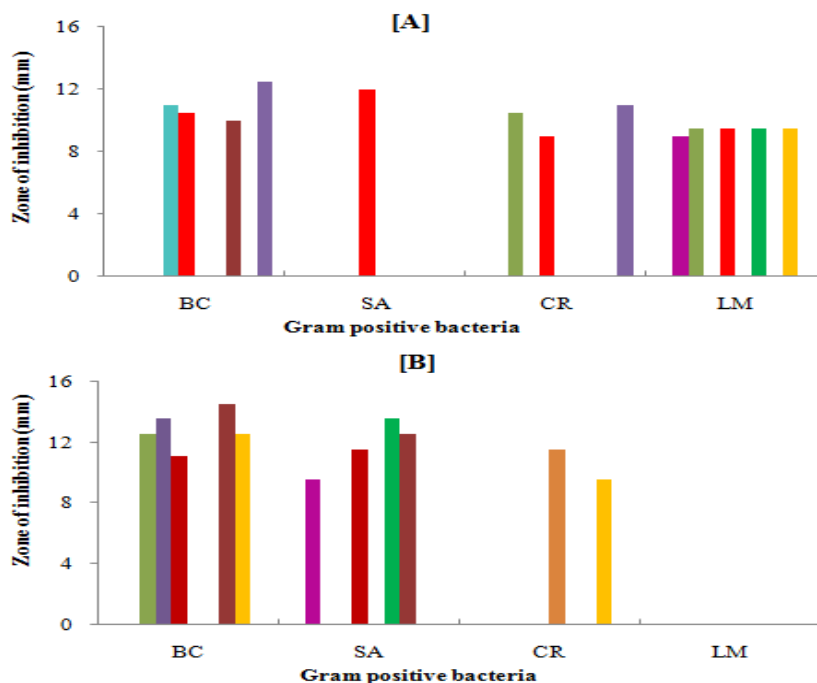 [A]
Zone of inhibition (mm)
16
12
8
4
0
BC SA CR LM
Gram positive bacteria
[B]
Zone of inhibition (mm)
16
12
8
4
0
BC SA CR LM
Gram positive bacteria